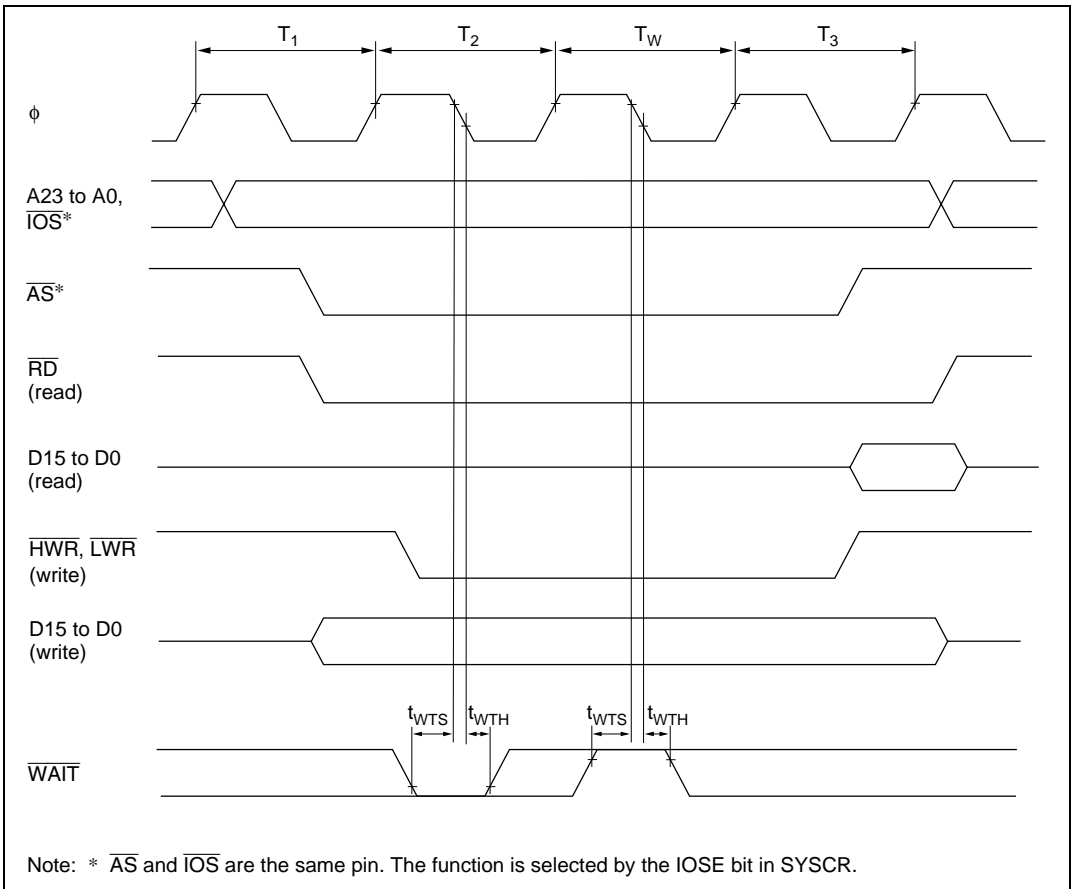 T1 T2 TW T3
ϕ
A23 to A0,
IOS*
AS*
RD
(read)
D15 to D0
(read)
HWR, LWR
(write)
D15 to D0
(write)
tWTS tWTH tWTS tWTH
WAIT
Note: * AS and IOS are the same pin. The function is selected by the IOSE bit in SYSCR.